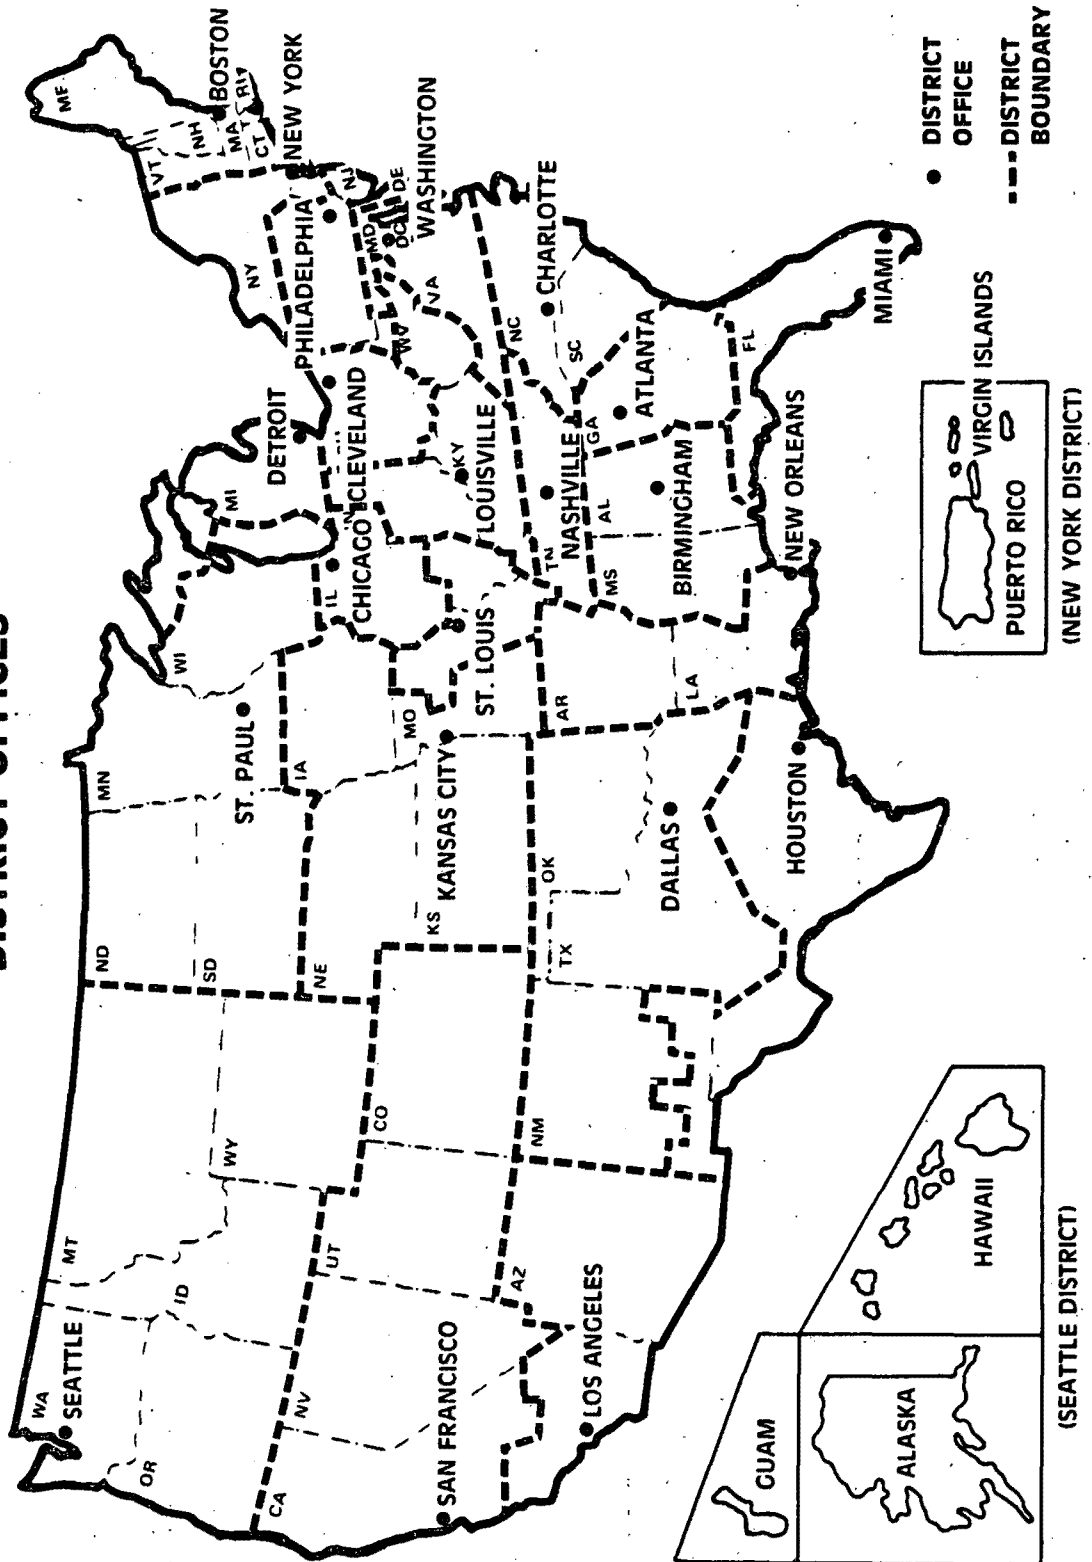 DISTRICT OFFICES
WA
SEATTLE
MT
ND
MN
WI
MI
ME
VT
NH
MA
BOSTON
RI
CT
NY
NEW YORK
OR
ID
WY
SD
ST. PAUL
DETROIT
PHILADELPHIA
NJ
CA
NV
UT
NE
IA
IL
CHICAGO
IN
CLEVELAND
MD
DE
DC
WASHINGTON
WV
VA
SAN FRANCISCO
CO
KS
KANSAS CITY
MO
ST. LOUIS
LOUISVILLE
KY
AZ
NM
OK
TX
AR
TN
NASHVILLE
NC
CHARLOTTE
SC
LOS ANGELES
DALLAS
LA
MS
AL
BIRMINGHAM
GA
ATLANTA
HOUSTON
NEW ORLEANS
FL
MIAMI
GUAM
ALASKA
HAWAII
(SEATTLE DISTRICT)
PUERTO RICO
VIRGIN ISLANDS
(NEW YORK DISTRICT)
DISTRICT
OFFICE
DISTRICT
BOUNDARY